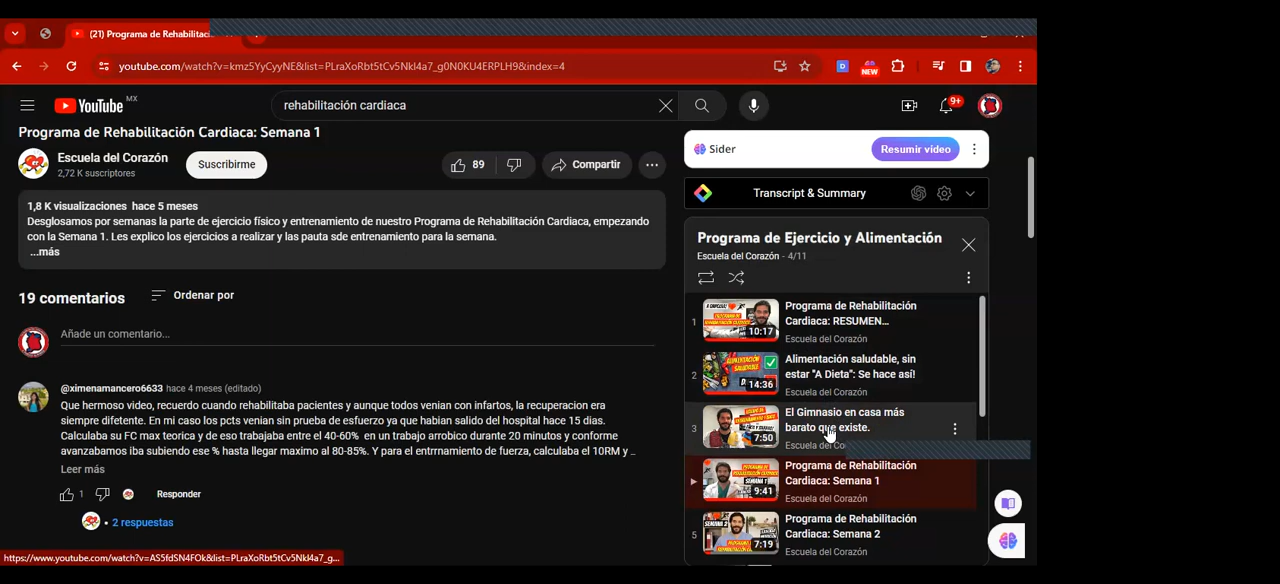 (21) Programa de Rehabilitaci
youtube.com/watch?v=kmz5YyCyyNE&list=PLraXoRbt5tCv5Nkl4a7_g0N0KU4ERPLH9&index=4
NEW
YouTube MX
rehabilitación cardiaca
9+
Programa de Rehabilitación Cardiaca: Semana 1
Escuela del Corazón
2,72 K suscriptores
Suscribirme
89
Compartir
1,8 K visualizaciones hace 5 meses
Desglosamos por semanas la parte de ejercicio físico y entrenamiento de nuestro Programa de Rehabilitación Cardiaca, empezando
con la Semana 1. Les explico los ejercicios a realizar y las pauta sde entrenamiento para la semana.
...más
19 comentarios
Ordenar por
Añade un comentario...
@ximenamancero6633 hace 4 meses (editado)
Que hermoso video, recuerdo cuando rehabilitaba pacientes y aunque todos venian con infartos, la recuperacion era
siempre difetente. En mi caso los pcts venian sin prueba de esfuerzo ya que habian salido del hospital hace 15 dias.
Calculaba su FC max teorica y de eso trabajaba entre el 40-60% en un trabajo arrobico durante 20 minutos y conforme
avanzabamos iba subiendo ese % hasta llegar maximo al 80-85%. Y para el entrrnamiento de fuerza, calculaba el 10RM y
Leer más
1
Responder
2 respuestas
https://www.youtube.com/watch?v=AS5fdSN4FOk&list=PLraXoRbt5tCv5Nkl4a7_g...
Sider
Resumir video
Transcript & Summary
Programa de Ejercicio y Alimentación
Escuela del Corazón - 4/11
1
10:17
Programa de Rehabilitación
Cardiaca: RESUMEN...
Escuela del Corazón
2
ALIMENTACIÓN
SALUDABLE
14:36
Alimentación saludable, sin
estar "A Dieta": Se hace así!
Escuela del Corazón
3
7:50
El Gimnasio en casa más
barato que existe.
Escuela del Co
SEMANA 1
9:41
Programa de Rehabilitación
Cardiaca: Semana 1
Escuela del Corazón
5
SEMANA 2
7:19
Programa de Rehabilitación
Cardiaca: Semana 2
Escuela del Corazón